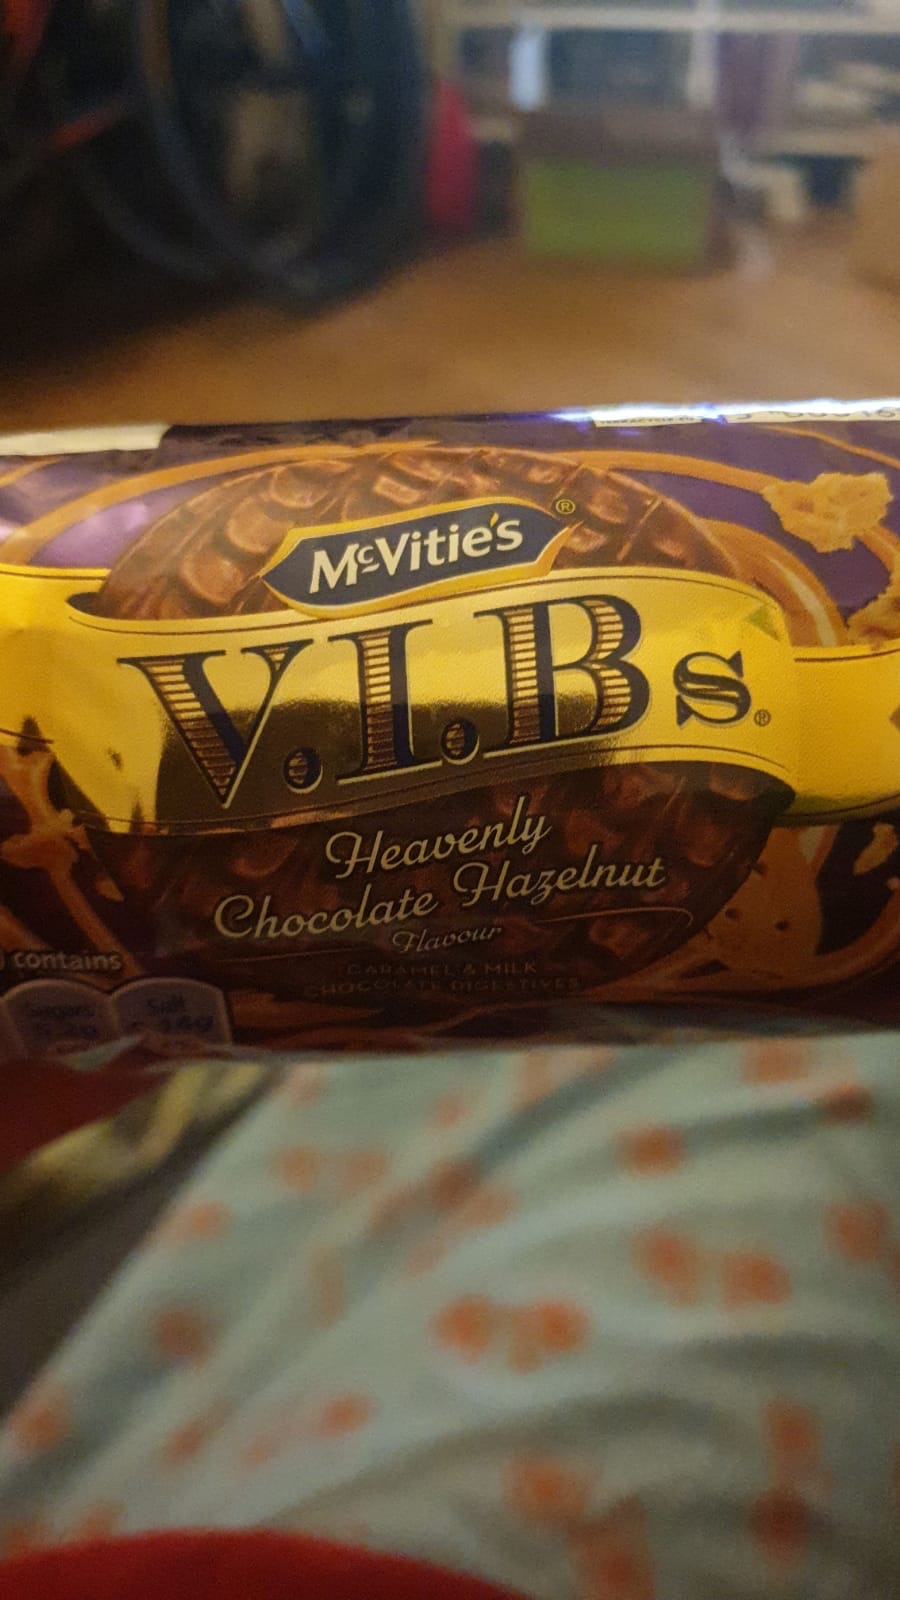 McVitie's ®
V.I.Bs ®
Heavenly
Chocolate Hazelnut
Flavour
CARAMEL & MILK
CHOCOLATE DIGESTIVES
contains
Sugars Salt